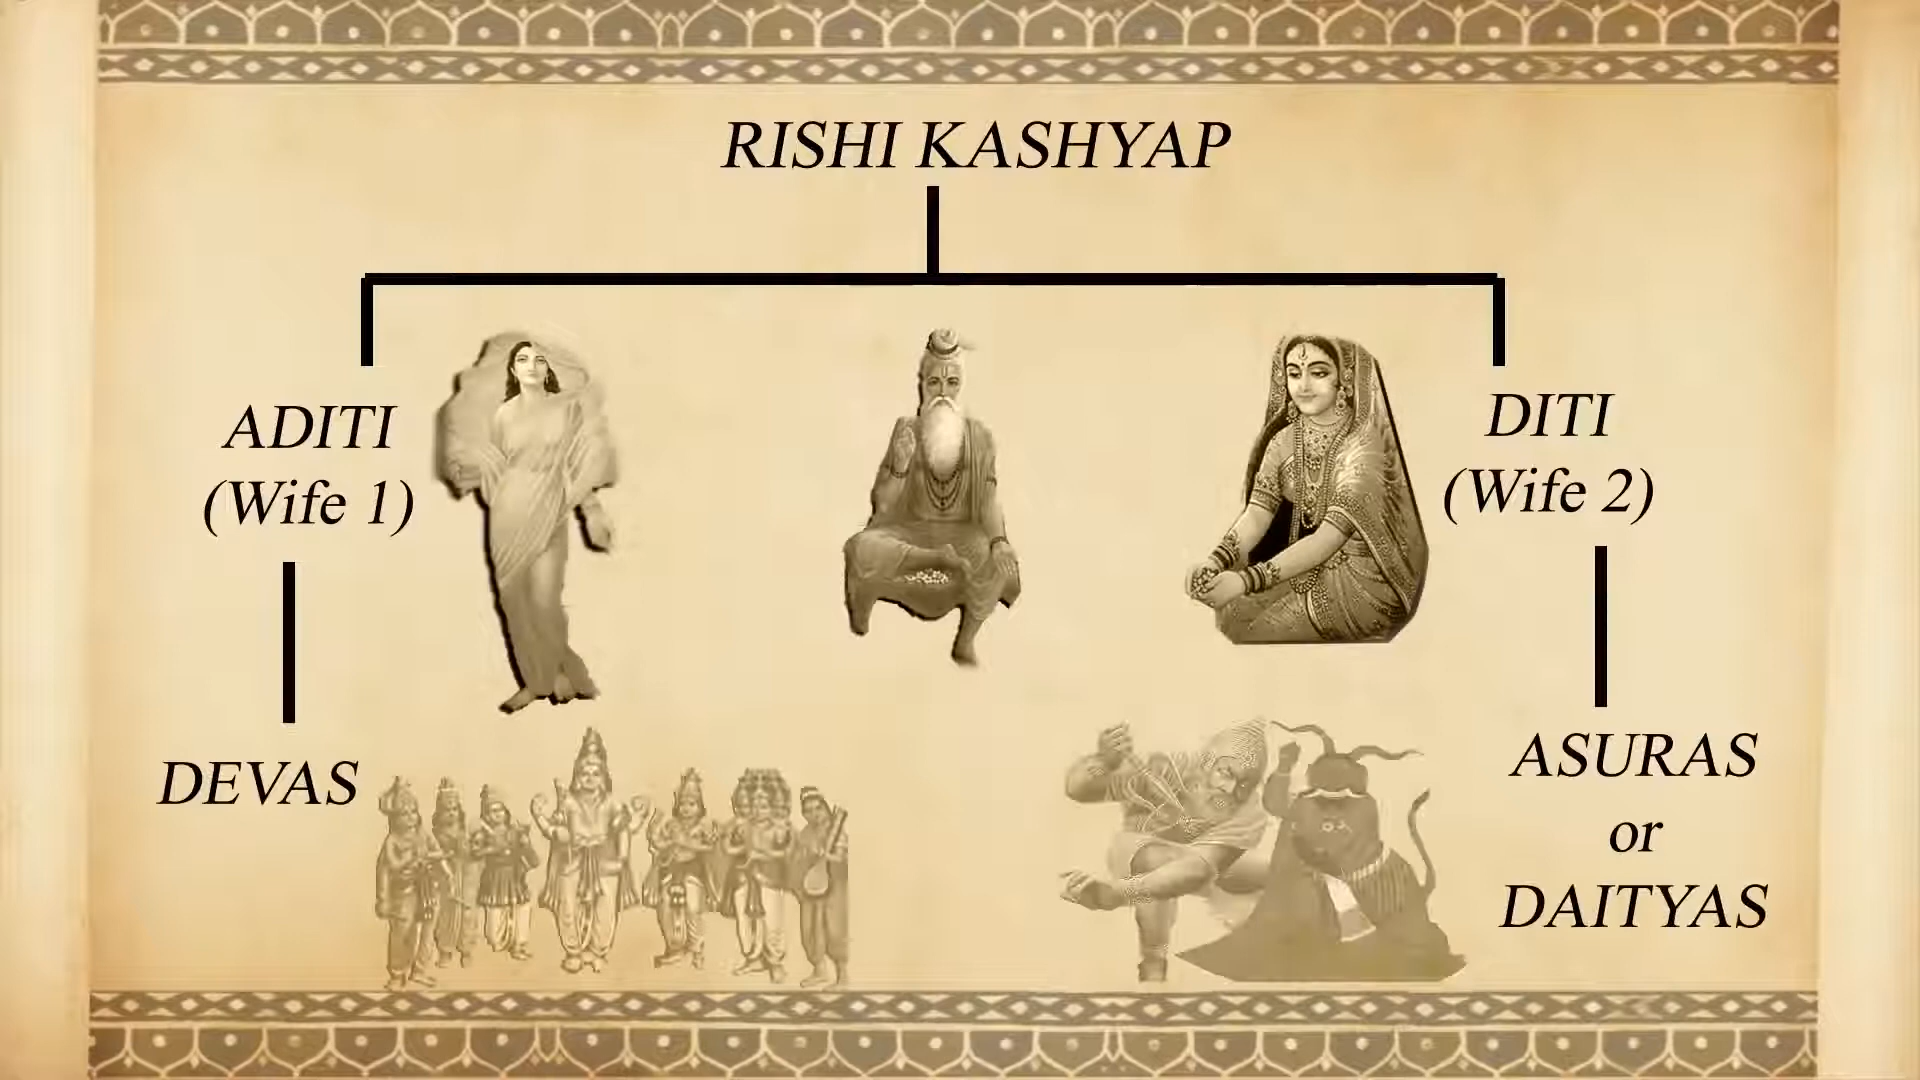 RISHI KASHYAP
ADITI
(Wife 1)
DITI
(Wife 2)
DEVAS
ASURAS
or
DAITYAS